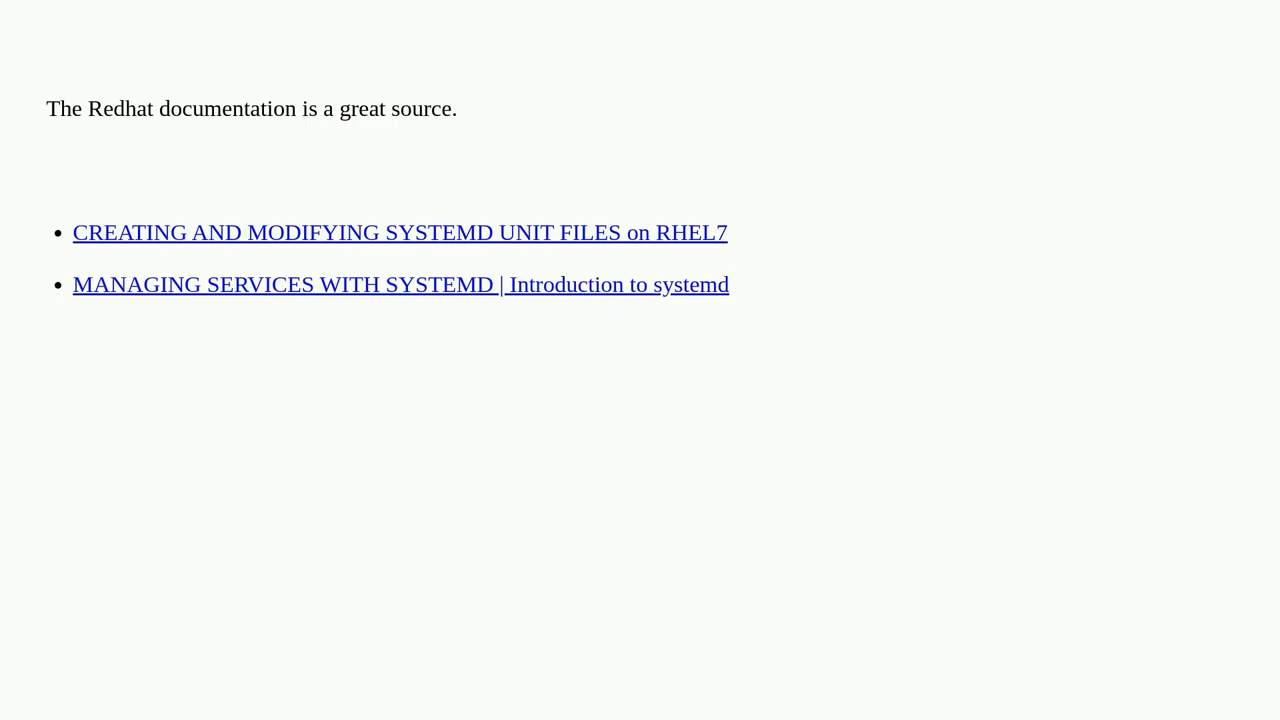 The Redhat documentation is a great source.
• CREATING AND MODIFYING SYSTEMD UNIT FILES on RHEL7
• MANAGING SERVICES WITH SYSTEMD | Introduction to systemd